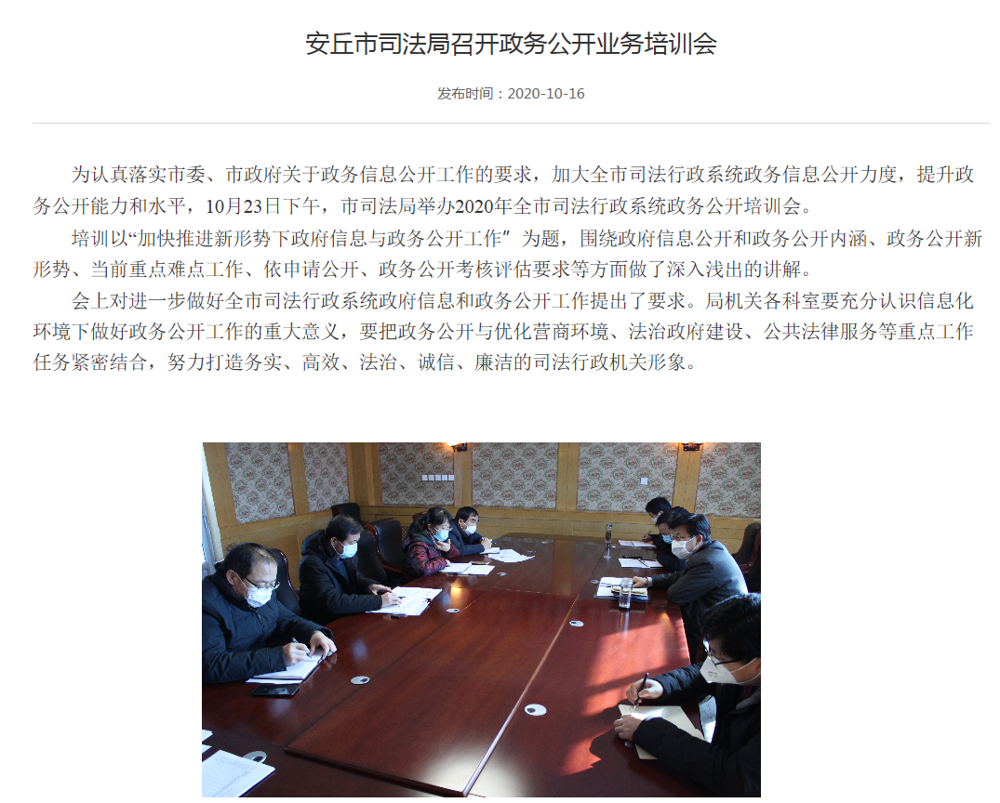 安丘市司法局召开政务公开业务培训会
发布时间：2020-10-16
为认真落实市委、市政府关于政务信息公开工作的要求，加大全市司法行政系统政务信息公开力度，提升政
务公开能力和水平，10月23日下午，市司法局举办2020年全市司法行政系统政务公开培训会。
培训以“加快推进新形势下政府信息与政务公开工作”为题，围绕政府信息公开和政务公开内涵、政务公开新
形势、当前重点难点工作、依申请公开、政务公开考核评估要求等方面做了深入浅出的讲解。
会上对进一步做好全市司法行政系统政府信息和政务公开工作提出了要求。局机关各科室要充分认识信息化
环境下做好政务公开工作的重大意义，要把政务公开与优化营商环境、法治政府建设、公共法律服务等重点工作
任务紧密结合，努力打造务实、高效、法治、诚信、廉洁的司法行政机关形象。